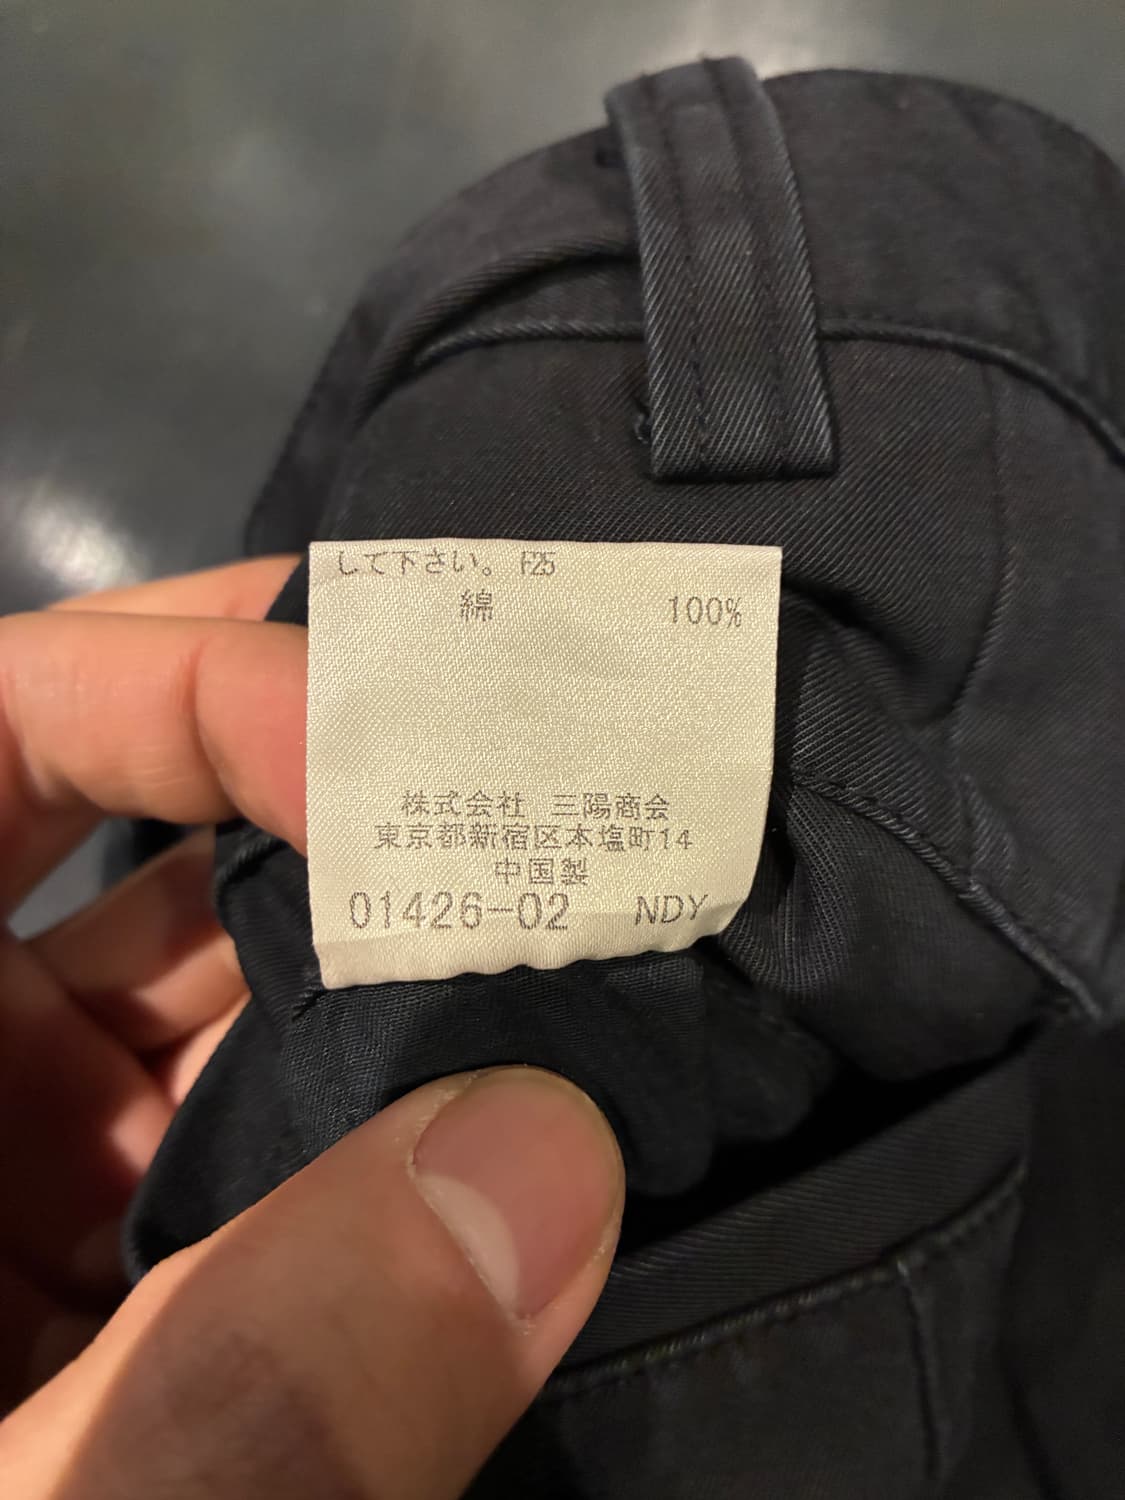 して下さい。 F25
綿 100%
株式会社 三陽商会
東京都新宿区本塩町14
中国製
01426-02 NDY